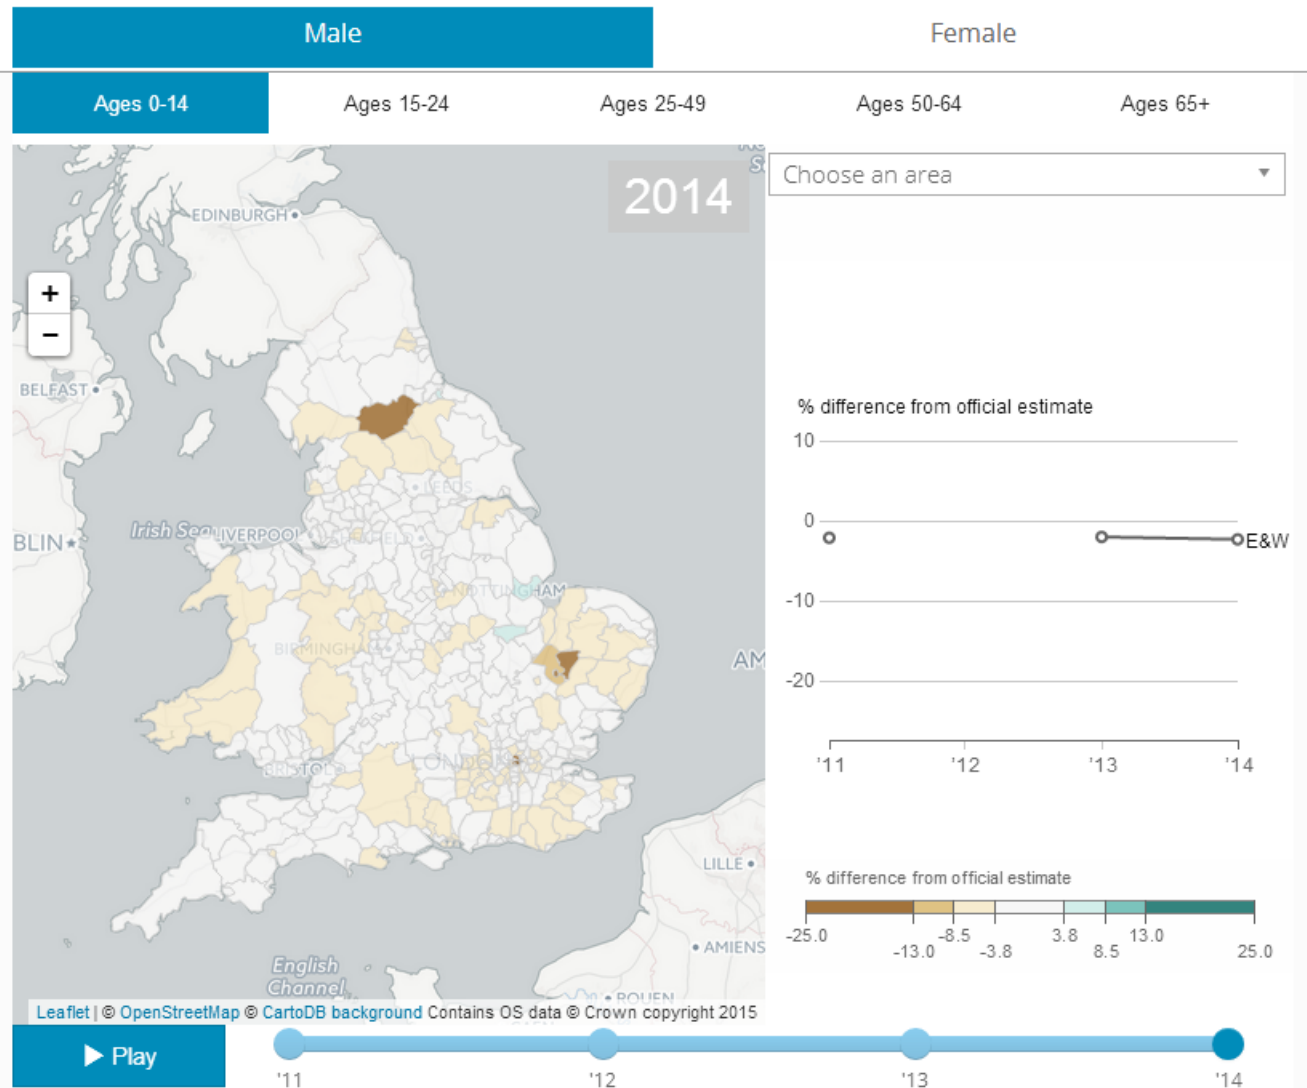 Male
Female
Ages 0-14
Ages 15-24
Ages 25-49
Ages 50-64
Ages 65+
2014
Choose an area
EDINBURGH
+
−
BELFAST
BLIN
Irish Sea
LIVERPOOL
LEEDS
NOTTINGHAM
BIRMINGHAM
BRISTOL
LONDON
AM
LILLE
AMIENS
ROUEN
English
Channel
% difference from official estimate
10
0
E&W
-10
-20
'11
'12
'13
'14
% difference from official estimate
-25.0
-13.0
-8.5
-3.8
3.8
8.5
13.0
25.0
Leaflet | © OpenStreetMap © CartoDB background Contains OS data © Crown copyright 2015
Play
'11
'12
'13
'14